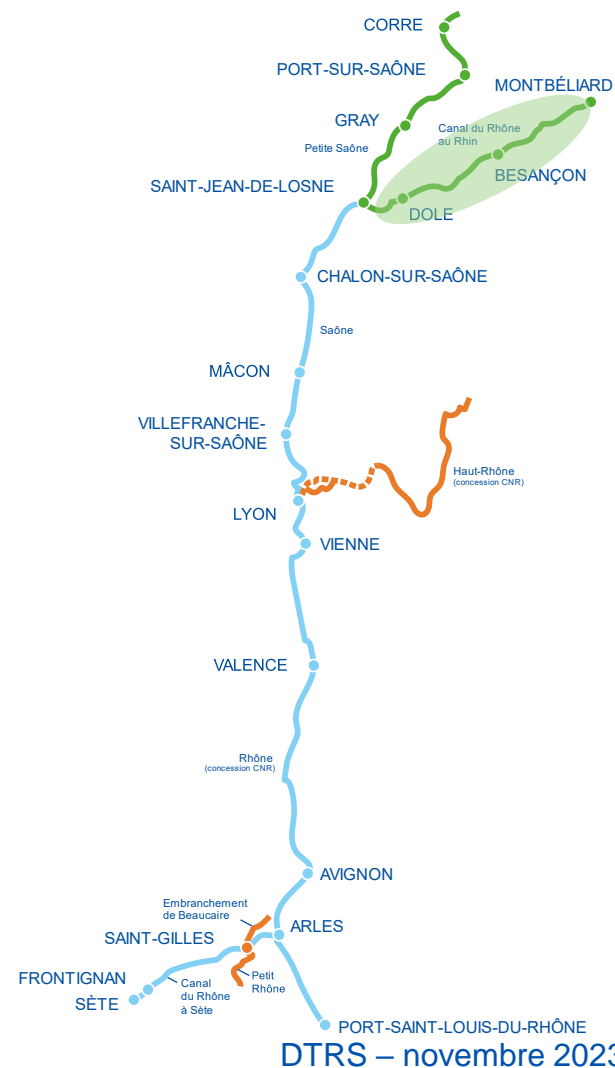 CORRE
PORT-SUR-SAÔNE
MONTBÉLIARD
GRAY
Canal du Rhône
au Rhin
Petite Saône
BESANÇON
SAINT-JEAN-DE-LOSNE
DOLE
CHALON-SUR-SAÔNE
Saône
MÂCON
VILLEFRANCHE-
SUR-SAÔNE
Haut-Rhône
(concession CNR)
LYON
VIENNE
VALENCE
Rhône
(concession CNR)
AVIGNON
Embranchement
de Beaucaire
ARLES
SAINT-GILLES
FRONTIGNAN
Petit
Rhône
Canal
du Rhône
à Sète
SÈTE
PORT-SAINT-LOUIS-DU-RHÔNE
DTRS – novembre 2023